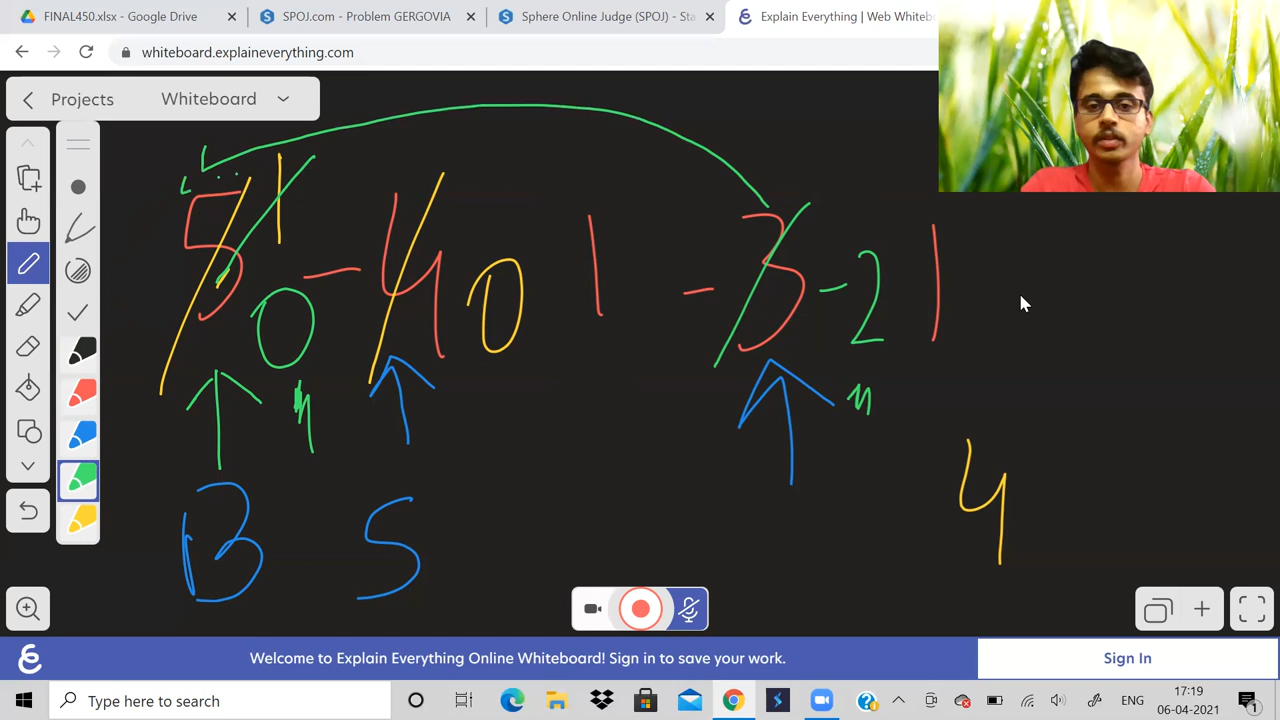 FINAL450.xlsx - Google Drive
SPOJ.com - Problem GERGOVIA
Sphere Online Judge (SPOJ) - Sta
Explain Everything | Web Whiteb
whiteboard.explaineverything.com
Projects
Whiteboard
5 1 0 -4 0 1 -3 -2 1
4
B S
Welcome to Explain Everything Online Whiteboard! Sign in to save your work.
Sign In
Type here to search
ENG
17:19
06-04-2021
1